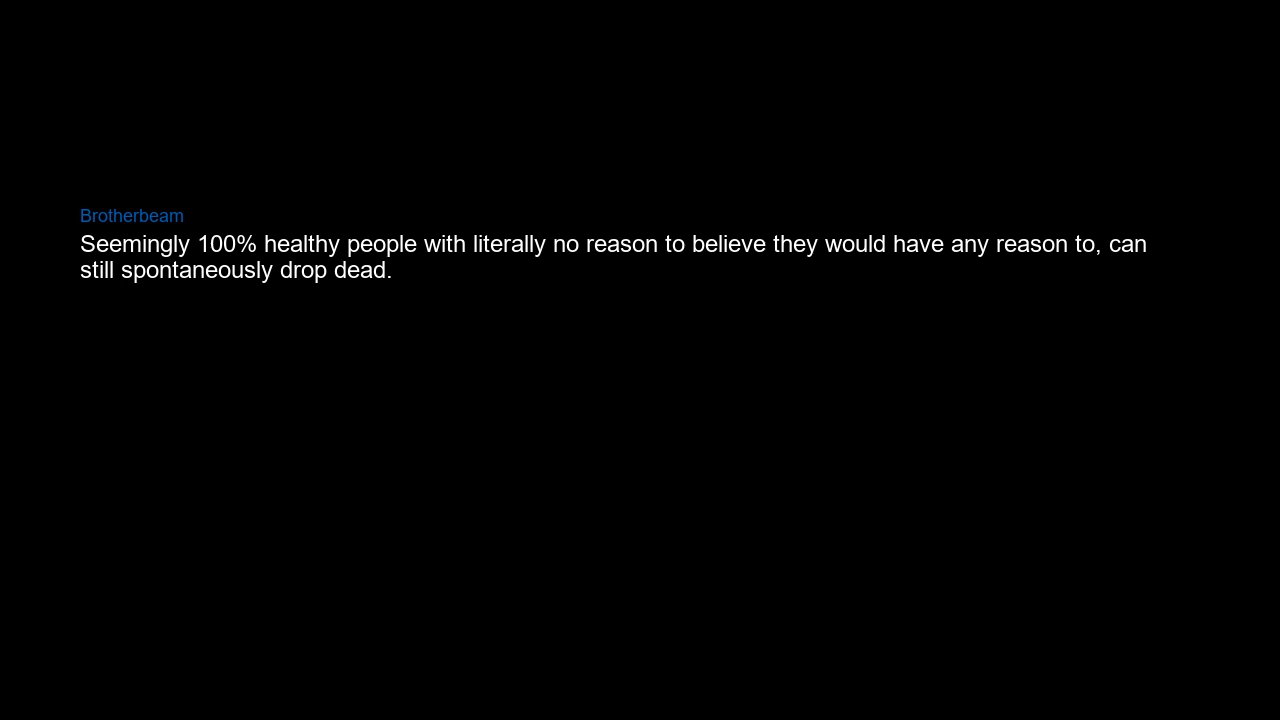 Brotherbeam
Seemingly 100% healthy people with literally no reason to believe they would have any reason to, can
still spontaneously drop dead.